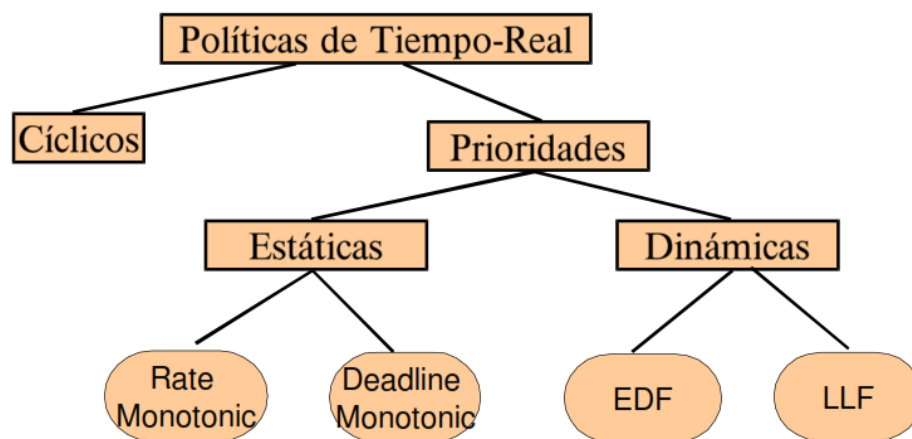 Políticas de Tiempo-Real
Cíclicos
Prioridades
Estáticas
Dinámicas
Rate
Monotonic
Deadline
Monotonic
EDF
LLF